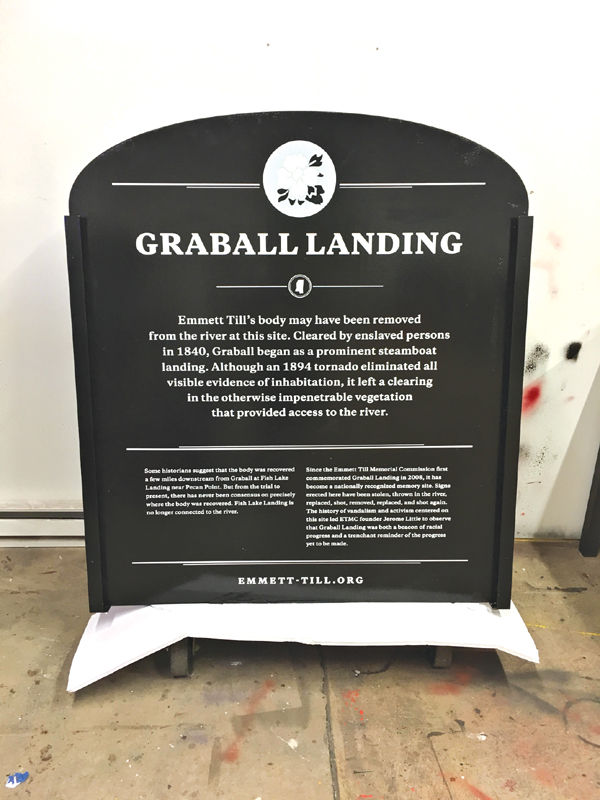 GRABALL LANDING
Emmett Till's body may have been removed
from the river at this site. Cleared by enslaved persons
in 1840, Graball began as a prominent steamboat
landing. Although an 1894 tornado eliminated all
visible evidence of inhabitation, it left a clearing
in the otherwise impenetrable vegetation
that provided access to the river.
Some historians suggest that the body was recovered
a few miles downstream from Graball at Fish Lake
Landing near Pecan Point. But from the trial to
present, there has never been consensus on precisely
where the body was recovered. Fish Lake Landing is
no longer connected to the river.
Since the Emmett Till Memorial Commission first
commemorated Graball Landing in 2008, it has
become a nationally recognized memory site. Signs
erected here have been stolen, thrown in the river,
replaced, shot, removed, replaced, and shot again.
The history of vandalism and activism centered on
this site led ETMC founder Jerome Little to observe
that Graball Landing was both a beacon of racial
progress and a trenchant reminder of the progress
yet to be made.
EMMETT-TILL.ORG